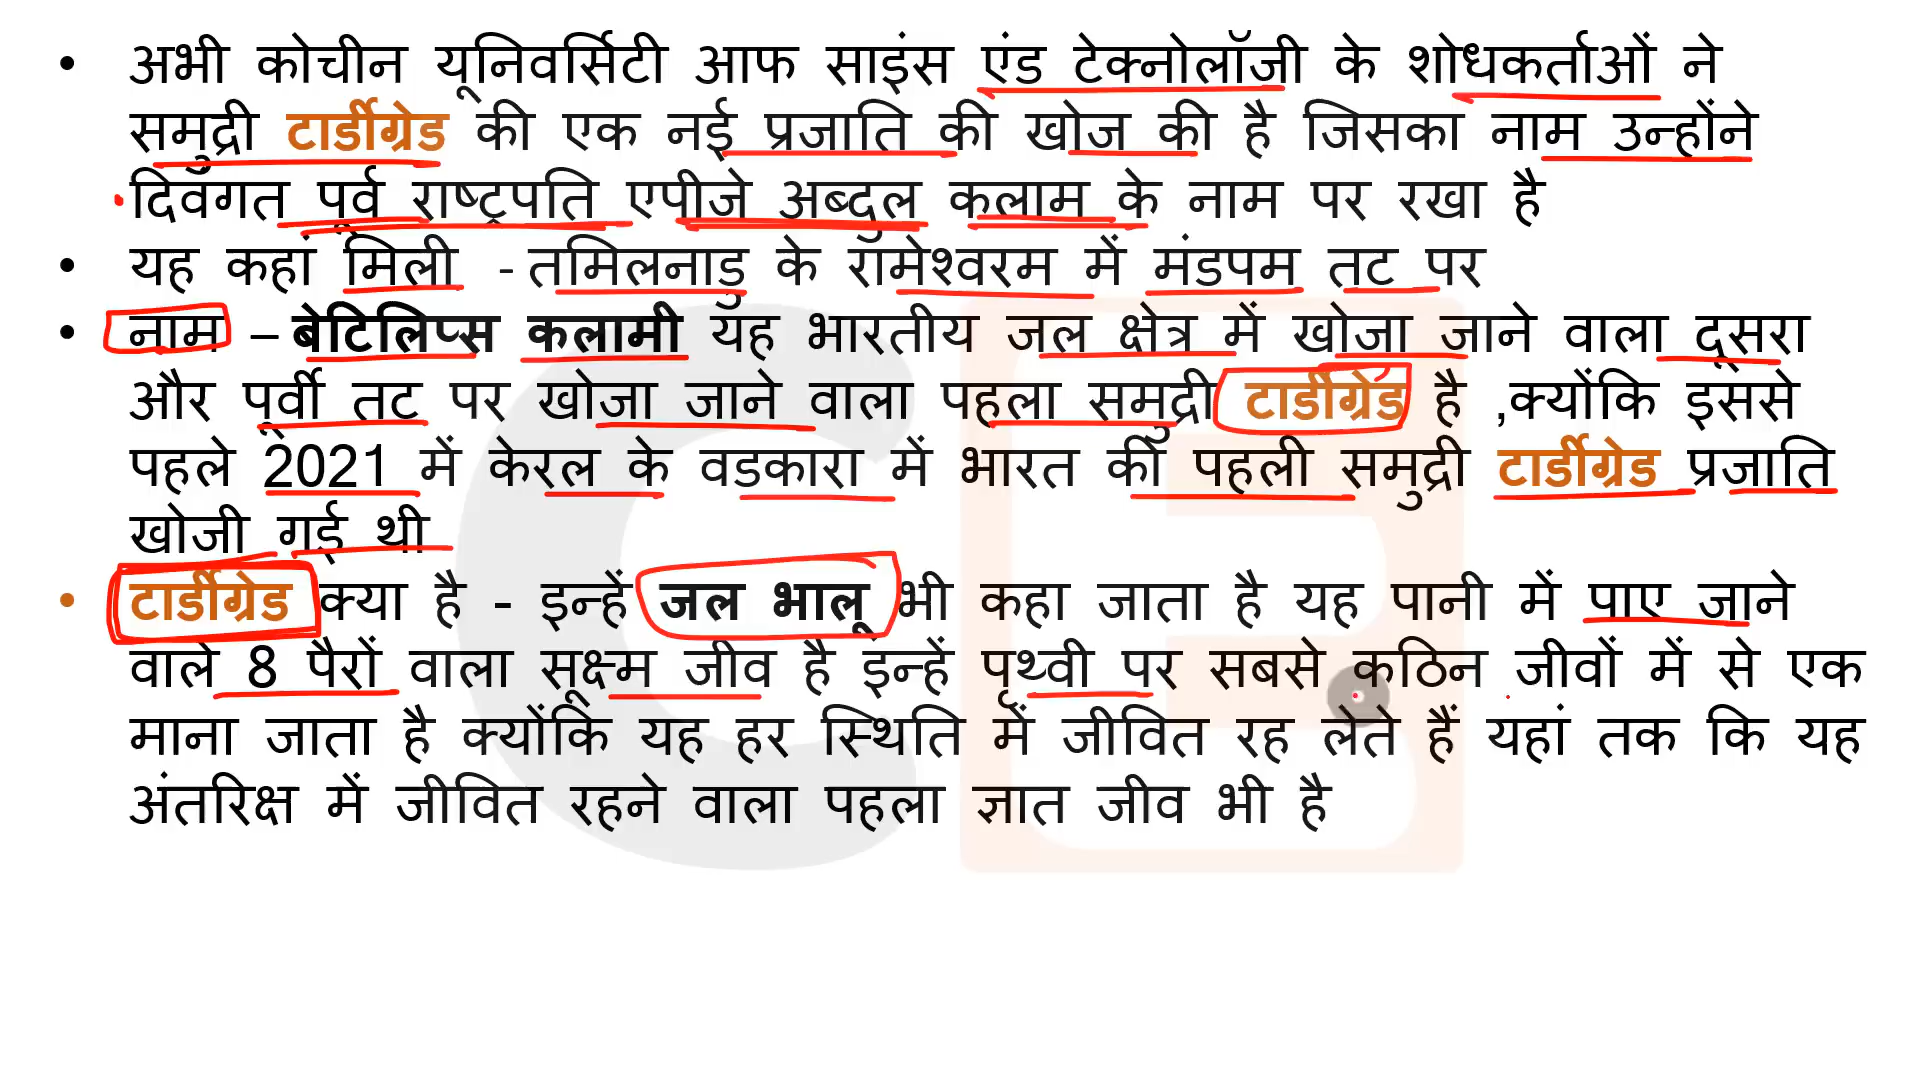 • अभी कोचीन यूनिवर्सिटी आफ साइंस एंड टेक्नोलॉजी के शोधकर्ताओं ने
समुद्री टार्डीग्रेड की एक नई प्रजाति की खोज की है जिसका नाम उन्होंने
दिवंगत पूर्व राष्ट्रपति एपीजे अब्दुल कलाम के नाम पर रखा है
• यह कहां मिली - तमिलनाडु के रामेश्वरम में मंडपम तट पर
• नाम – बेटिलिप्स कलामी यह भारतीय जल क्षेत्र में खोजा जाने वाला दूसरा
और पूर्वी तट पर खोजा जाने वाला पहला समुद्री टार्डीग्रेड है ,क्योंकि इससे
पहले 2021 में केरल के वडकारा में भारत की पहली समुद्री टार्डीग्रेड प्रजाति
खोजी गई थी
• टार्डीग्रेड क्या है - इन्हें जल भालू भी कहा जाता है यह पानी में पाए जाने
वाले 8 पैरों वाला सूक्ष्म जीव है इन्हें पृथ्वी पर सबसे कठिन जीवों में से एक
माना जाता है क्योंकि यह हर स्थिति में जीवित रह लेते हैं यहां तक कि यह
अंतरिक्ष में जीवित रहने वाला पहला ज्ञात जीव भी है